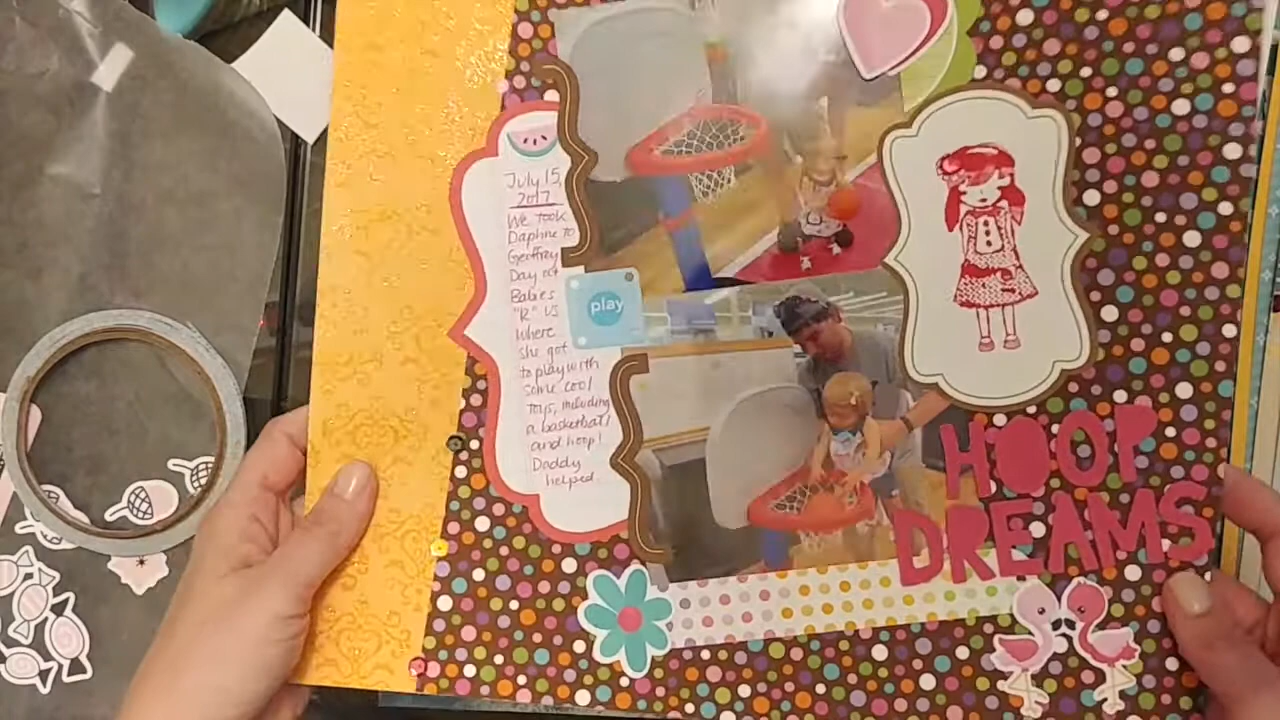 July 15,
2017
We took
Daphne to
Geoffrey
Day at
Babies
"R" US
where
she got
to play with
some cool
toys, including
a basketball
and hoop!
Daddy
helped.
play
HOOP
DREAMS